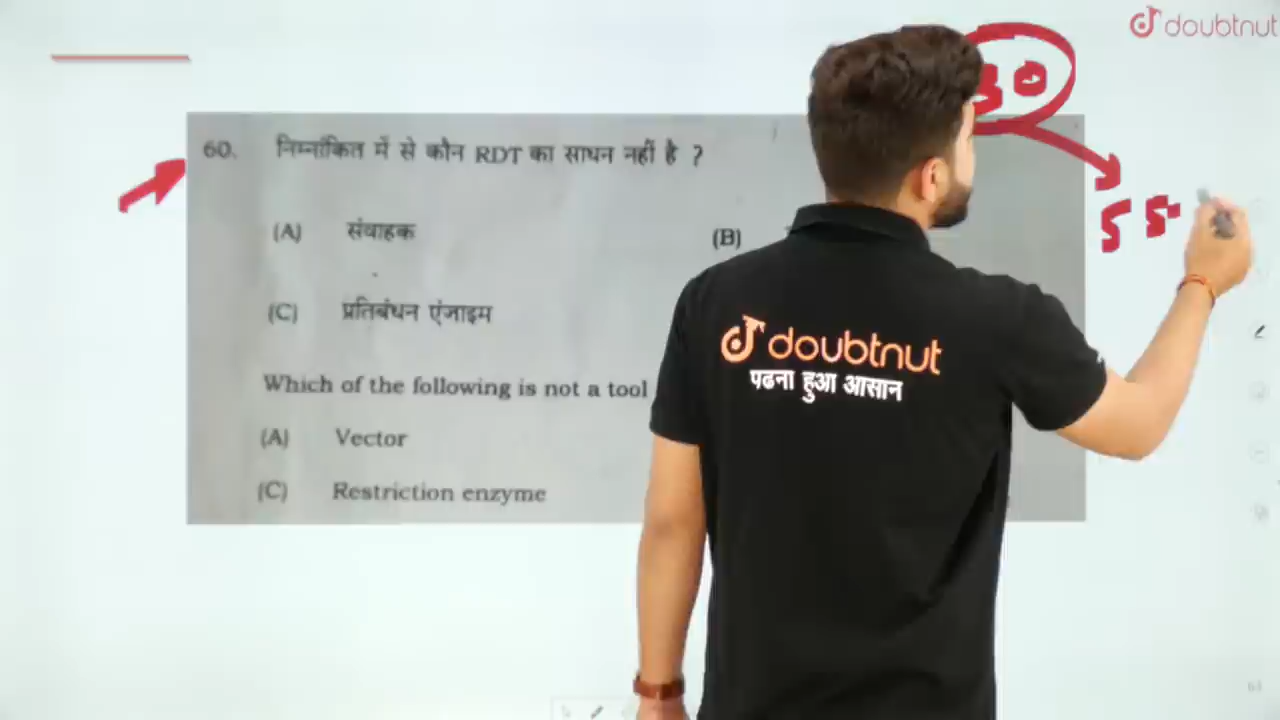 doubtnut
30
60. निम्नांकित में से कौन RDT का साधन नहीं है ?
55
(A) संवाहक (B)
(C) प्रतिबंधन एंजाइम
doubtnut
पढना हुआ आसान
Which of the following is not a tool
(A) Vector
(C) Restriction enzyme
61